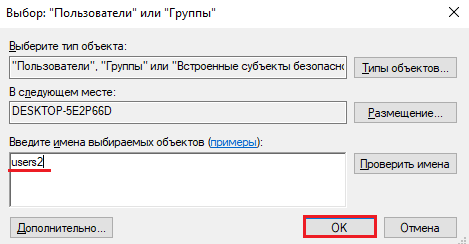 Выбор: "Пользователи" или "Группы"
Выберите тип объекта:
"Пользователи", "Группы" или "Встроенные субъекты безопасно
Типы объектов...
В следующем месте:
DESKTOP-5E2P66D
Размещение...
Введите имена выбираемых объектов (примеры):
users2
Проверить имена
Дополнительно...
OK
Отмена